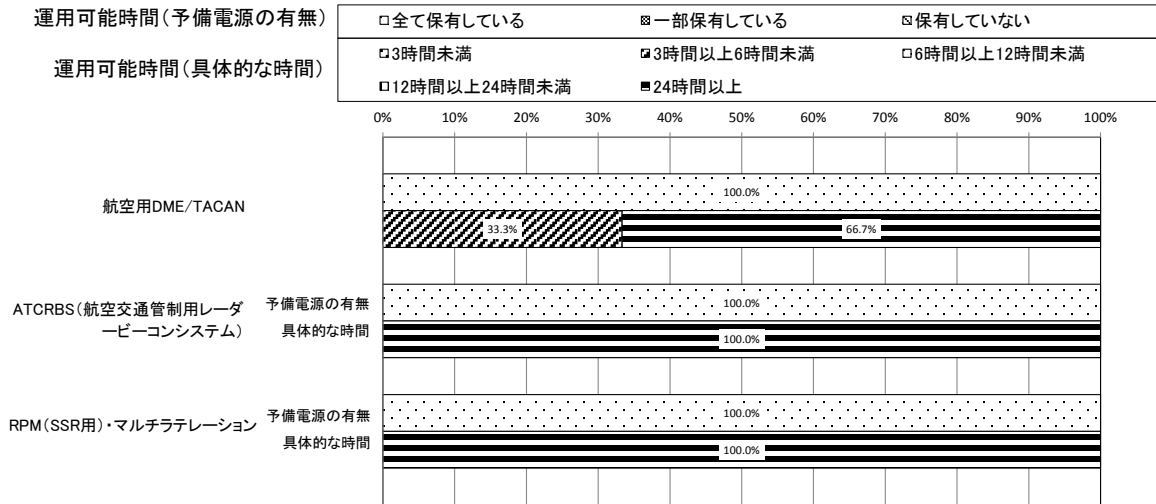 運用可能時間(予備電源の有無)
全て保有している 一部保有している 保有していない
運用可能時間(具体的な時間)
3時間未満 3時間以上6時間未満 6時間以上12時間未満
12時間以上24時間未満 24時間以上
0% 10% 20% 30% 40% 50% 60% 70% 80% 90% 100%
航空用DME/TACAN
100.0%
33.3% 66.7%
ATCRBS(航空交通管制用レーダ
ービーコンシステム)
予備電源の有無 100.0%
具体的な時間 100.0%
RPM(SSR用)・マルチラテレーション
予備電源の有無 100.0%
具体的な時間 100.0%